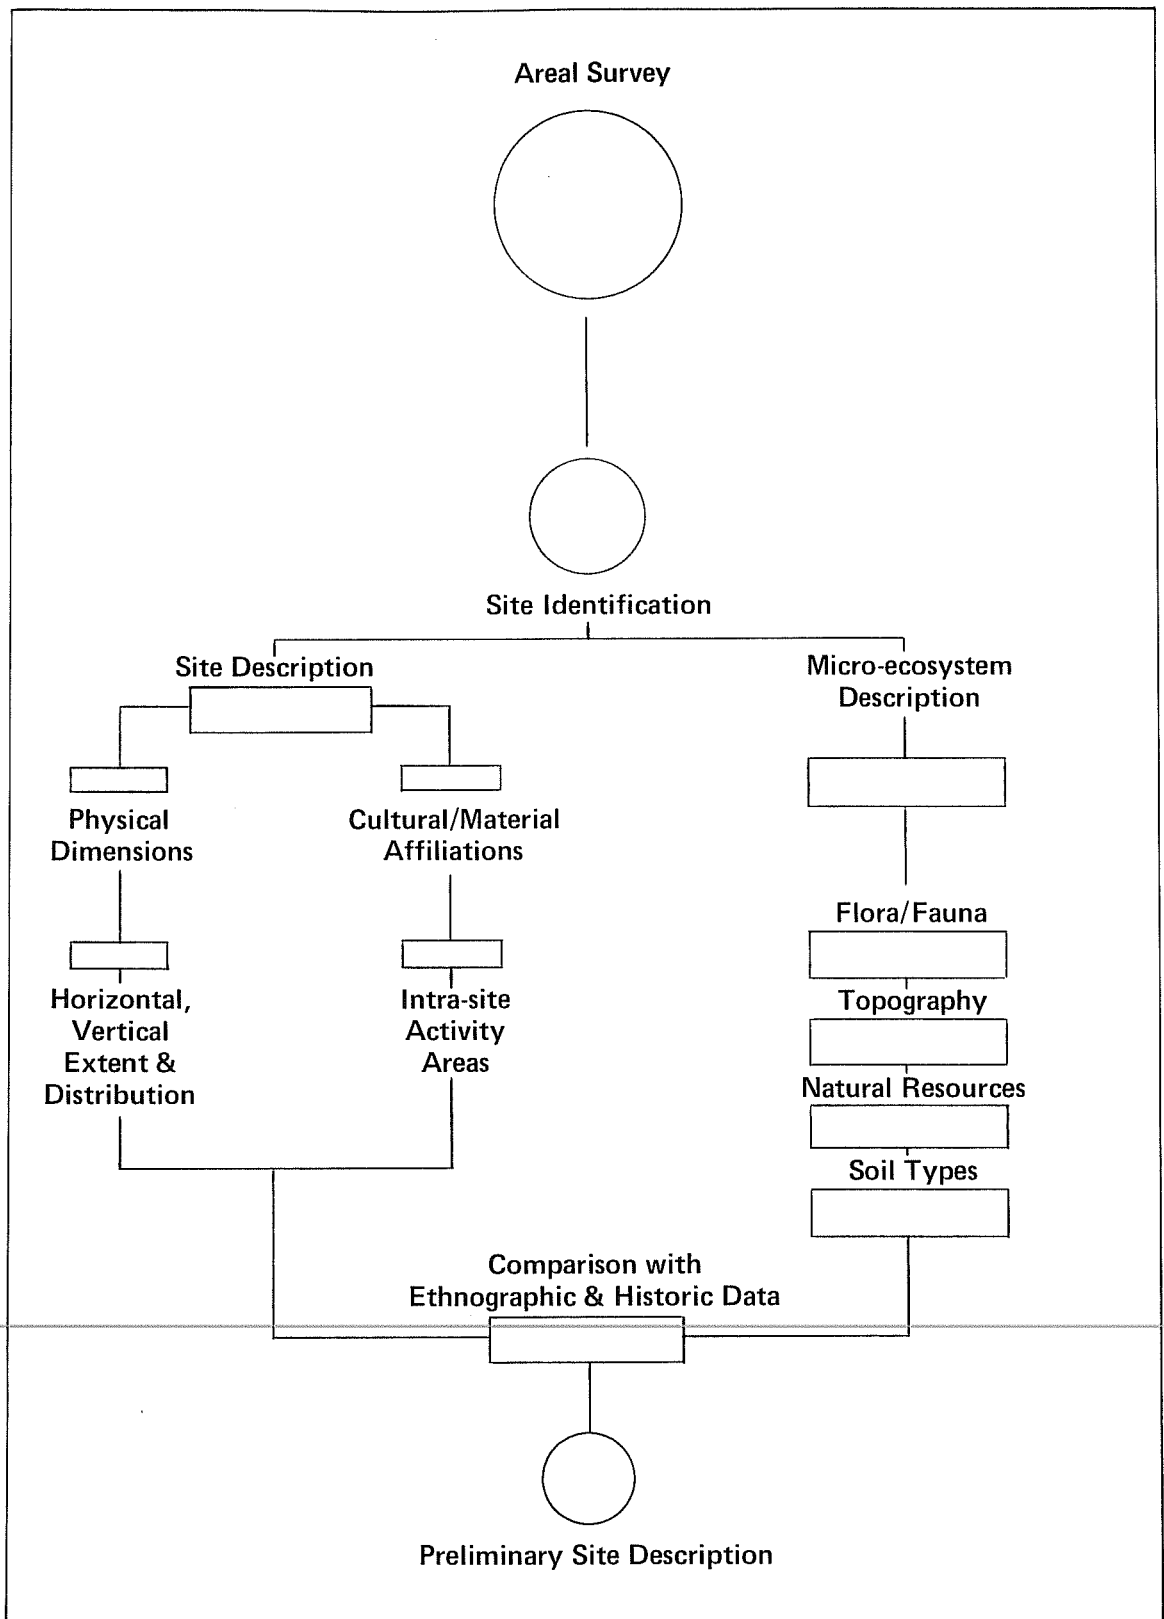 Areal Survey
Site Identification
Site Description
Physical
Dimensions
Horizontal,
Vertical
Extent &
Distribution
Cultural/Material
Affiliations
Intra-site
Activity
Areas
Micro-ecosystem
Description
Flora/Fauna
Topography
Natural Resources
Soil Types
Comparison with
Ethnographic & Historic Data
Preliminary Site Description